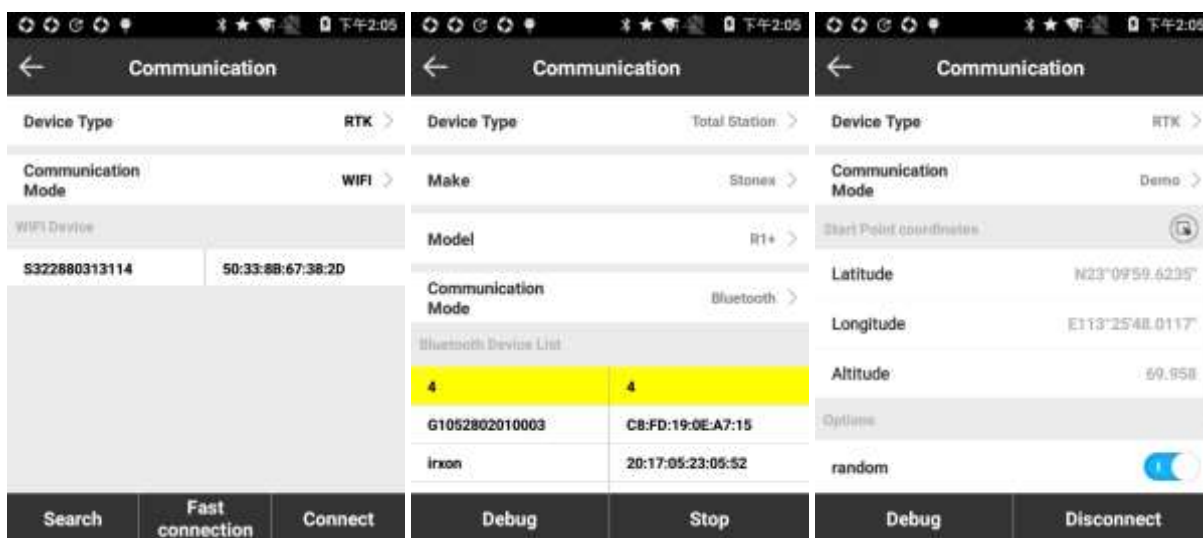 下午2:05
Communication
Device Type RTK
Communication
Mode
WIFI
WIFI Device
S322880313114 50:33:8B:67:38:2D
Search
Fast
connection
Connect
下午2:05
Communication
Device Type Total Station
Make Stonex
Model R1+
Communication
Mode
Bluetooth
Bluetooth Device List
4 4
G1052802010003 C8:FD:19:0E:A7:15
irxon 20:17:05:23:05:52
Debug Stop
下午2:05
Communication
Device Type RTK
Communication
Mode
Demo
Start Point coordinates
Latitude N23°09'59.6235"
Longitude E113°25'48.0117"
Altitude 69.958
Options
random
Debug Disconnect